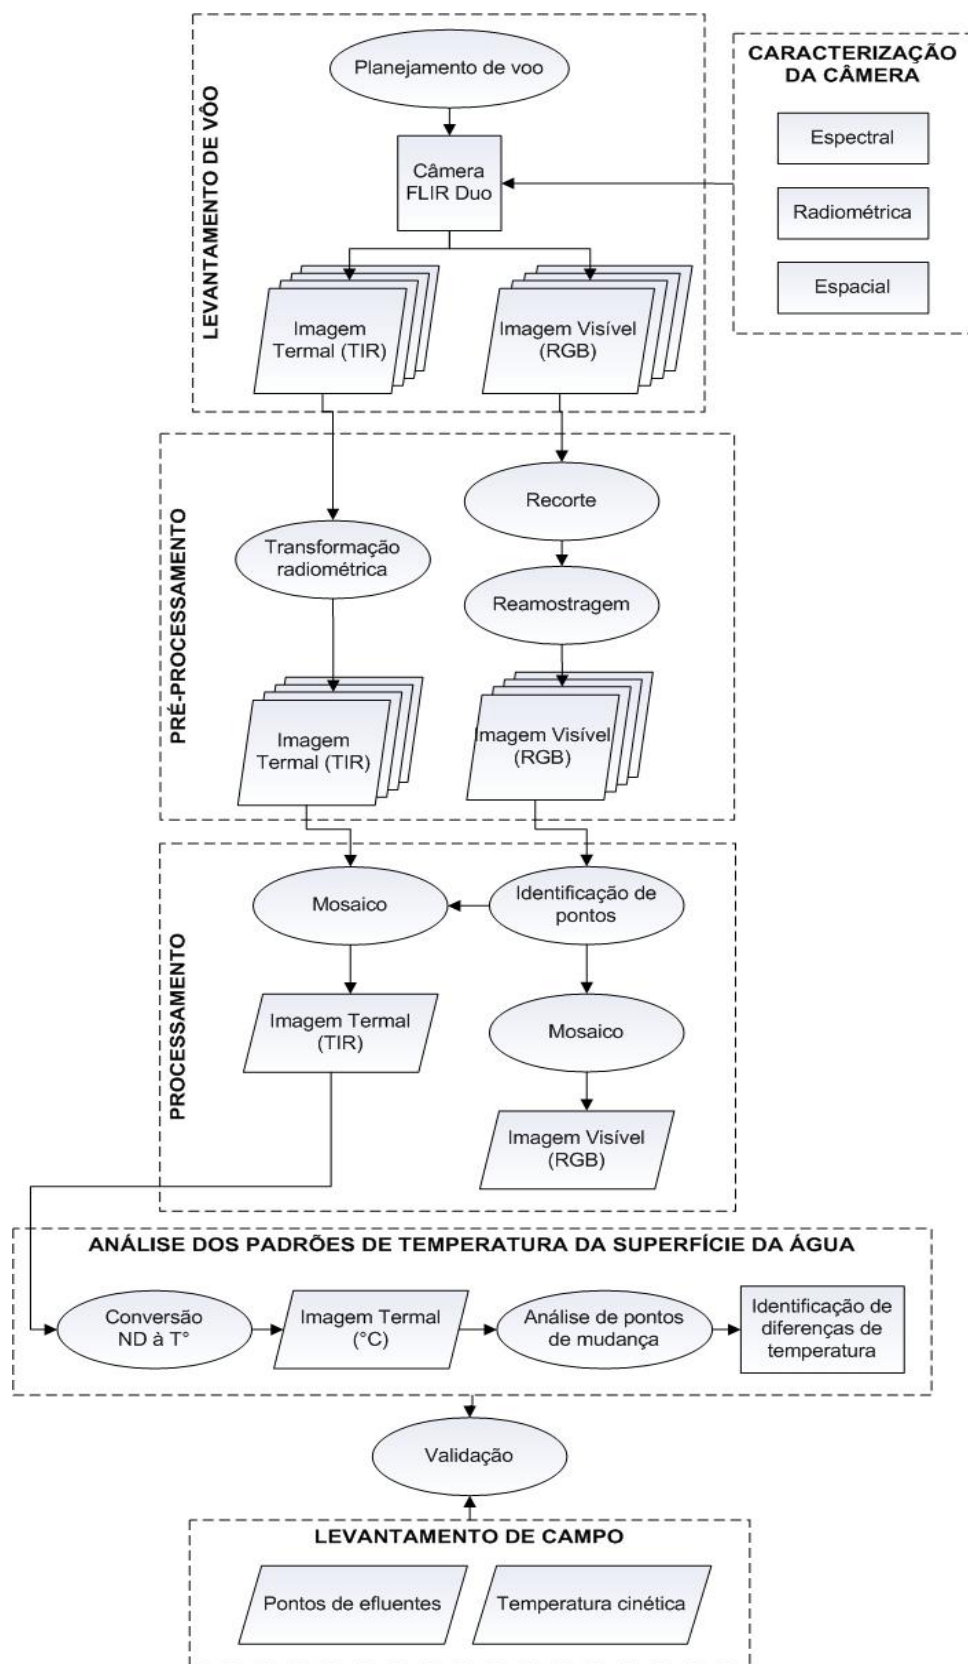 LEVANTAMENTO DE VÔO
Planejamento de voo
Câmera
FLIR Duo
Imagem
Termal (TIR)
Imagem Visível
(RGB)
CARACTERIZAÇÃO
DA CÂMERA
Espectral
Radiométrica
Espacial
PRÉ-PROCESSAMENTO
Transformação
radiométrica
Recorte
Reamostragem
Imagem
Termal (TIR)
Imagem Visível
(RGB)
PROCESSAMENTO
Mosaico
Identificação de
pontos
Imagem Termal
(TIR)
Mosaico
Imagem Visível
(RGB)
ANÁLISE DOS PADRÕES DE TEMPERATURA DA SUPERFÍCIE DA ÁGUA
Conversão
ND à T°
Imagem Termal
(°C)
Análise de pontos
de mudança
Identificação de
diferenças de
temperatura
Validação
LEVANTAMENTO DE CAMPO
Pontos de efluentes
Temperatura cinética